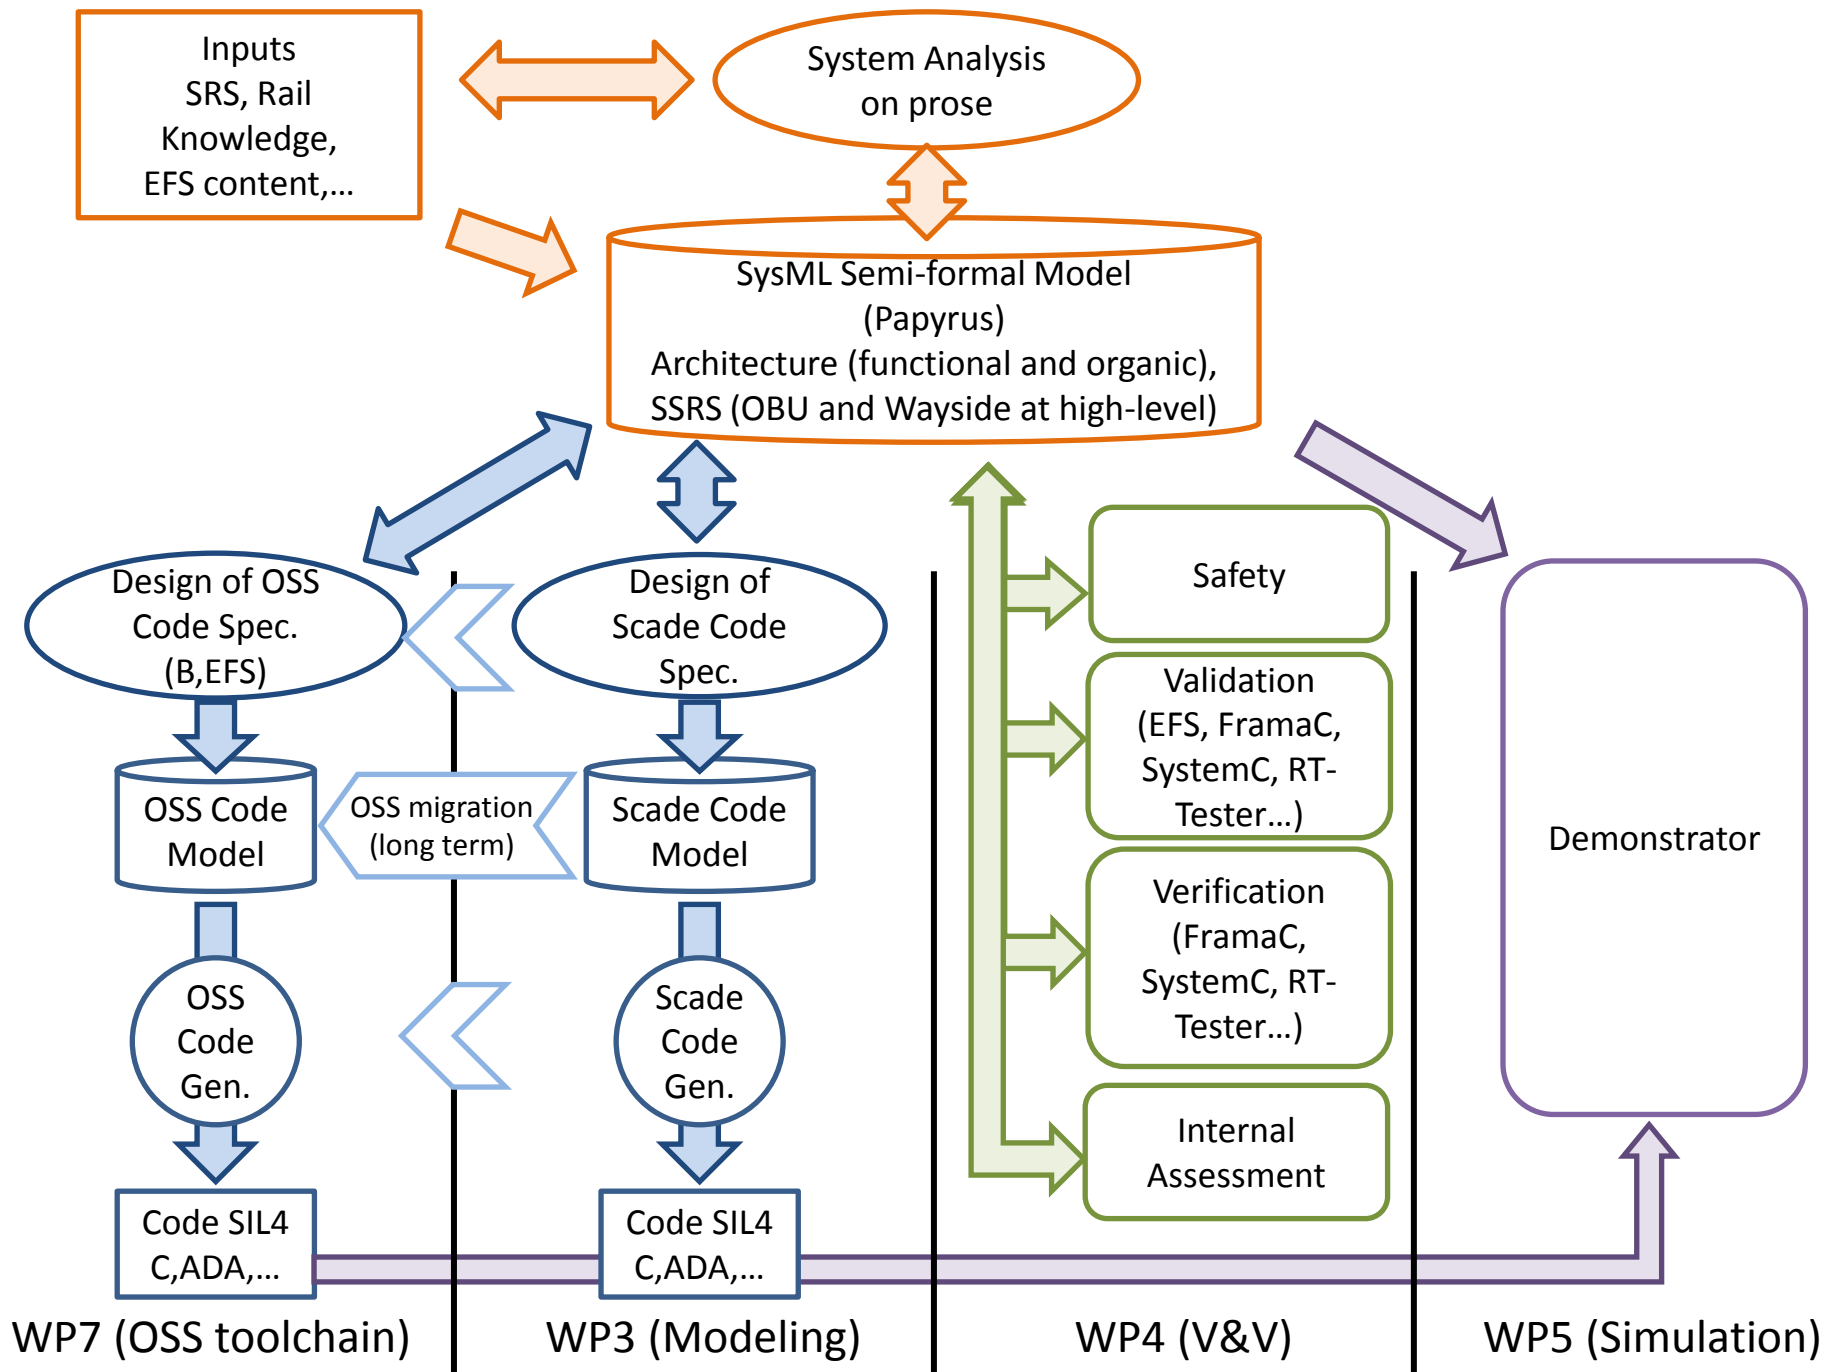 Inputs
SRS, Rail
Knowledge,
EFS content,...
System Analysis
on prose
SysML Semi-formal Model
(Papyrus)
Architecture (functional and organic),
SSRS (OBU and Wayside at high-level)
Design of OSS
Code Spec.
(B,EFS)
Design of
Scade Code
Spec.
OSS Code
Model
OSS migration
(long term)
Scade Code
Model
OSS
Code
Gen.
Scade
Code
Gen.
Code SIL4
C,ADA,...
Code SIL4
C,ADA,...
Safety
Validation
(EFS, FramaC,
SystemC, RT-
Tester...)
Verification
(FramaC,
SystemC, RT-
Tester...)
Internal
Assessment
Demonstrator
WP7 (OSS toolchain)
WP3 (Modeling)
WP4 (V&V)
WP5 (Simulation)